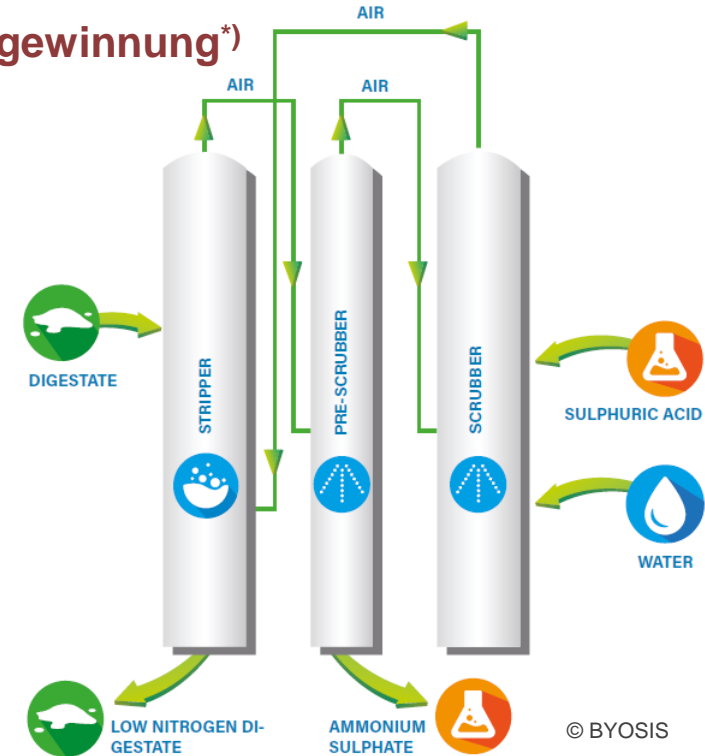 gewinnung*)
AIR
AIR
AIR
STRIPPER
PRE-SCRUBBER
SCRUBBER
DIGESTATE
SULPHURIC ACID
WATER
LOW NITROGEN DI-
GESTATE
AMMONIUM
SULPHATE
© BYOSIS